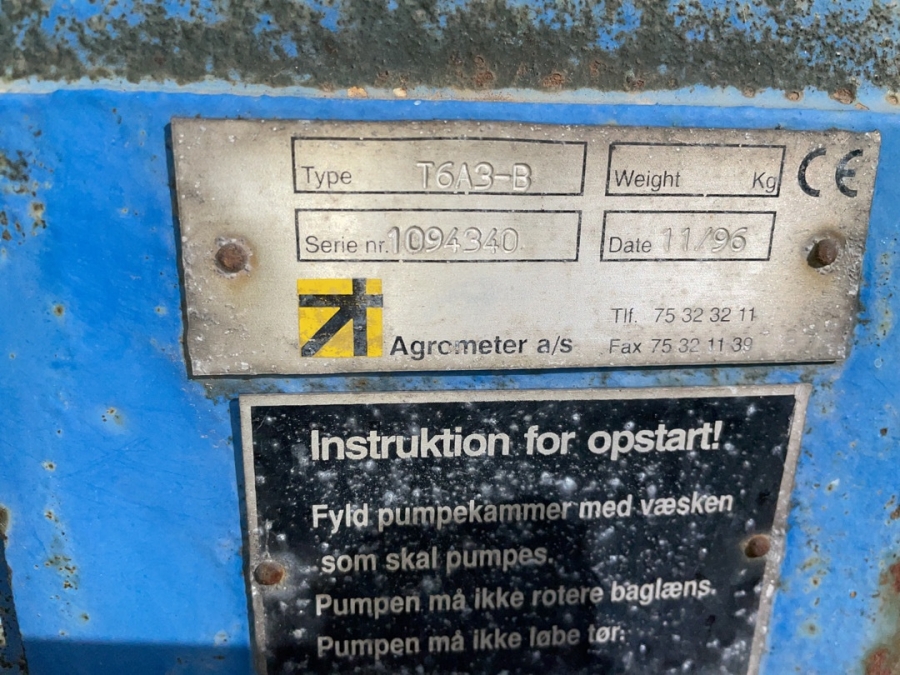 Type T6A3-B
Weight Kg
CE
Serie nr. 1094340
Date 11/96
Agrometer a/s
Tlf. 75 32 32 11
Fax 75 32 11 39
Instruktion for opstart!
Fyld pumpekammer med væsken
som skal pumpes.
Pumpen må ikke rotere baglæns.
Pumpen må ikke løbe tør.